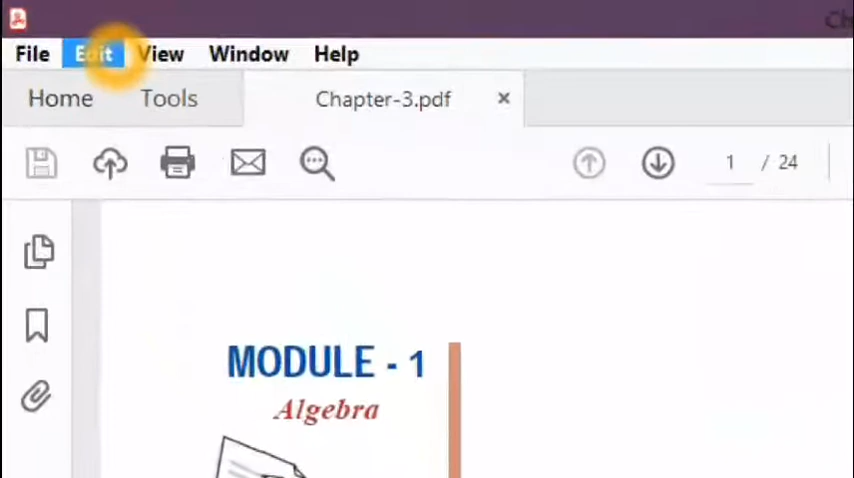 File Edit View Window Help
Home Tools Chapter-3.pdf ×
1 / 24
MODULE - 1
Algebra